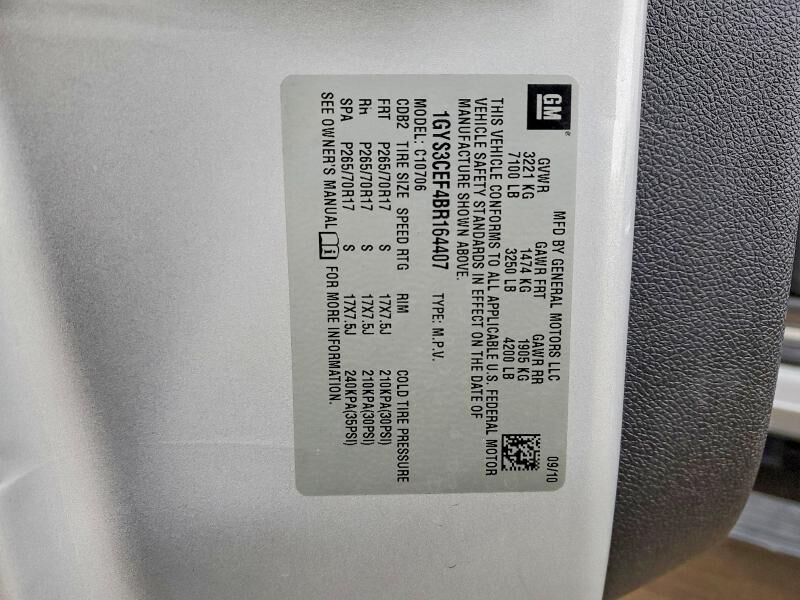 GM
®
MFD BY GENERAL MOTORS LLC 09/10
GVWR GAWR FRT GAWR RR
3221 KG 1474 KG 1905 KG
7100 LB 3250 LB 4200 LB
THIS VEHICLE CONFORMS TO ALL APPLICABLE U.S. FEDERAL MOTOR
VEHICLE SAFETY STANDARDS IN EFFECT ON THE DATE OF
MANUFACTURE SHOWN ABOVE.
1GYS3CEF4BR164407 TYPE: M.P.V.
MODEL: C10706
CDB2 TIRE SIZE SPEED RTG RIM COLD TIRE PRESSURE
FRT P265/70R17 S 17X7.5J 210KPA(30PSI)
RH P265/70R17 S 17X7.5J 210KPA(30PSI)
SPA P265/70R17 S 17X7.5J 240KPA(35PSI)
SEE OWNER'S MANUAL i FOR MORE INFORMATION.